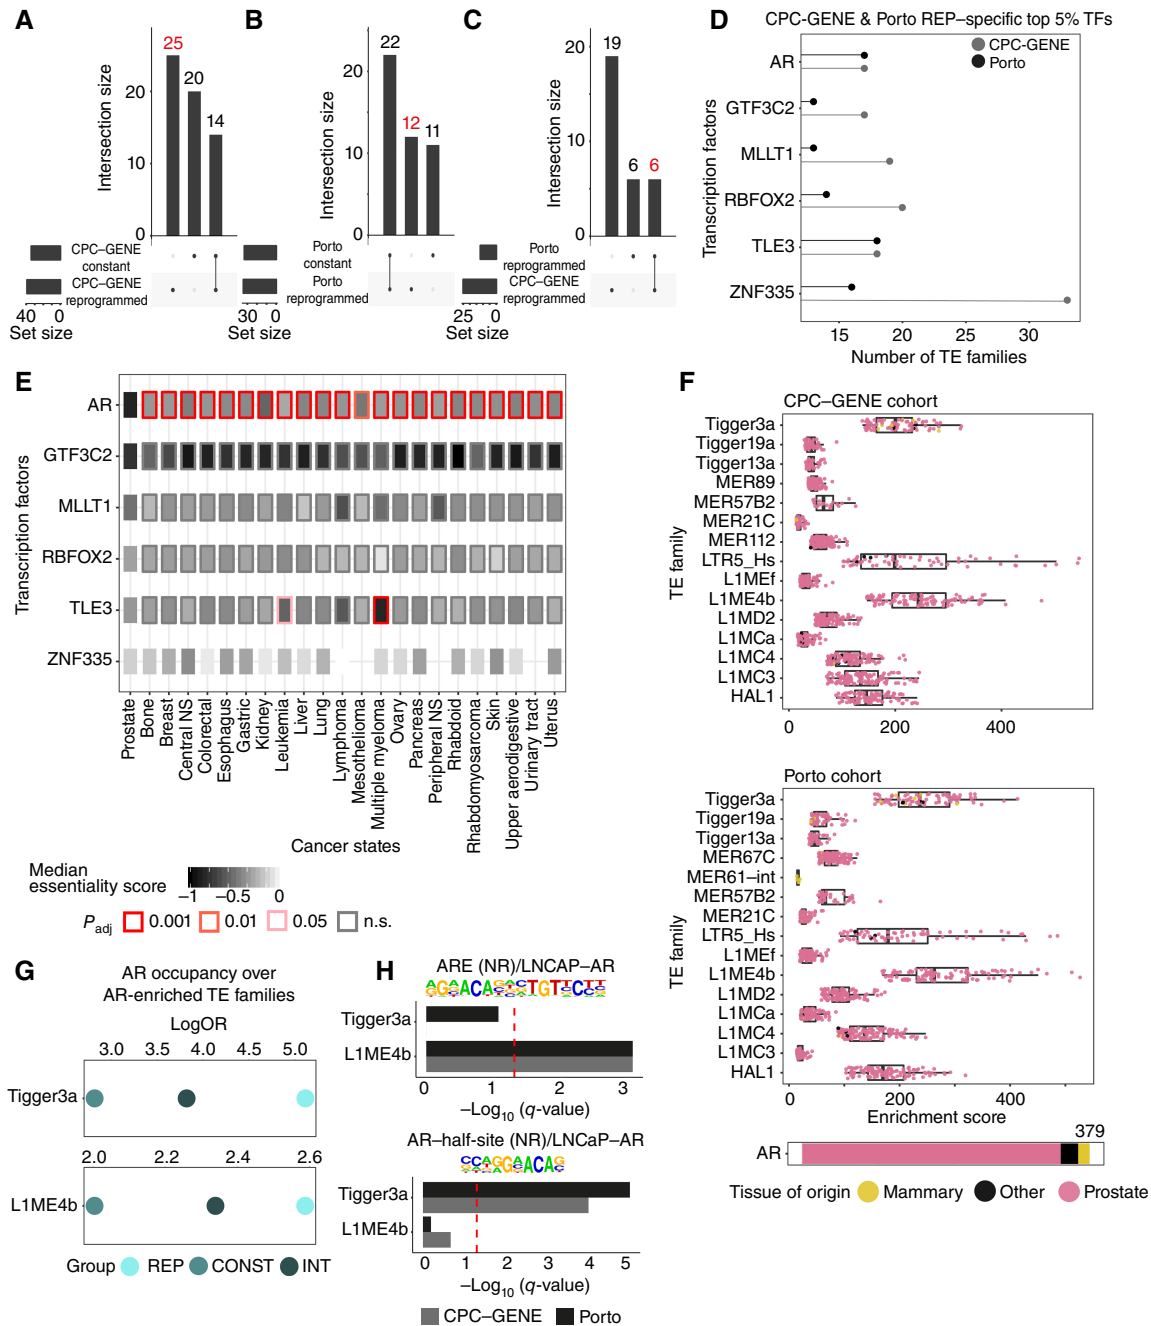 A
Intersection size
25
20
14
20
10
0
CPC–GENE
constant
CPC–GENE
reprogrammed
40 0
Set size
B
Intersection size
22
12
11
20
10
0
Porto
constant
Porto
reprogrammed
30 0
Set size
C
Intersection size
19
6
6
20
10
0
Porto
reprogrammed
CPC–GENE
reprogrammed
25 0
Set size
D
CPC-GENE & Porto REP–specific top 5% TFs
CPC-GENE
Porto
Transcription factors
AR
GTF3C2
MLLT1
RBFOX2
TLE3
ZNF335
15 20 25 30
Number of TE families
E
Transcription factors
AR
GTF3C2
MLLT1
RBFOX2
TLE3
ZNF335
Prostate
Bone
Breast
Central NS
Colorectal
Esophagus
Gastric
Kidney
Leukemia
Liver
Lung
Lymphoma
Mesothelioma
Multiple myeloma
Ovary
Pancreas
Peripheral NS
Rhabdoid
Rhabdomyosarcoma
Skin
Upper aerodigestive
Urinary tract
Uterus
Cancer states
Median
essentiality score
−1 −0.5 0
Padj 0.001 0.01 0.05 n.s.
F
CPC–GENE cohort
TE family
Tigger3a
Tigger19a
Tigger13a
MER89
MER57B2
MER21C
MER112
LTR5_Hs
L1MEf
L1ME4b
L1MD2
L1MCa
L1MC4
L1MC3
HAL1
0 200 400
Porto cohort
TE family
Tigger3a
Tigger19a
Tigger13a
MER67C
MER61–int
MER57B2
MER21C
LTR5_Hs
L1MEf
L1ME4b
L1MD2
L1MCa
L1MC4
L1MC3
HAL1
0 200 400
Enrichment score
379
AR
Tissue of origin Mammary Other Prostate
G
AR occupancy over
AR-enriched TE families
LogOR
3.0 3.5 4.0 4.5 5.0
Tigger3a
2.0 2.2 2.4 2.6
L1ME4b
Group REP CONST INT
H
ARE (NR)/LNCAP–AR
Tigger3a
L1ME4b
0 1 2 3
–Log10 (q-value)
AR–half-site (NR)/LNCaP–AR
Tigger3a
L1ME4b
0 1 2 3 4 5
–Log10 (q-value)
CPC–GENE Porto